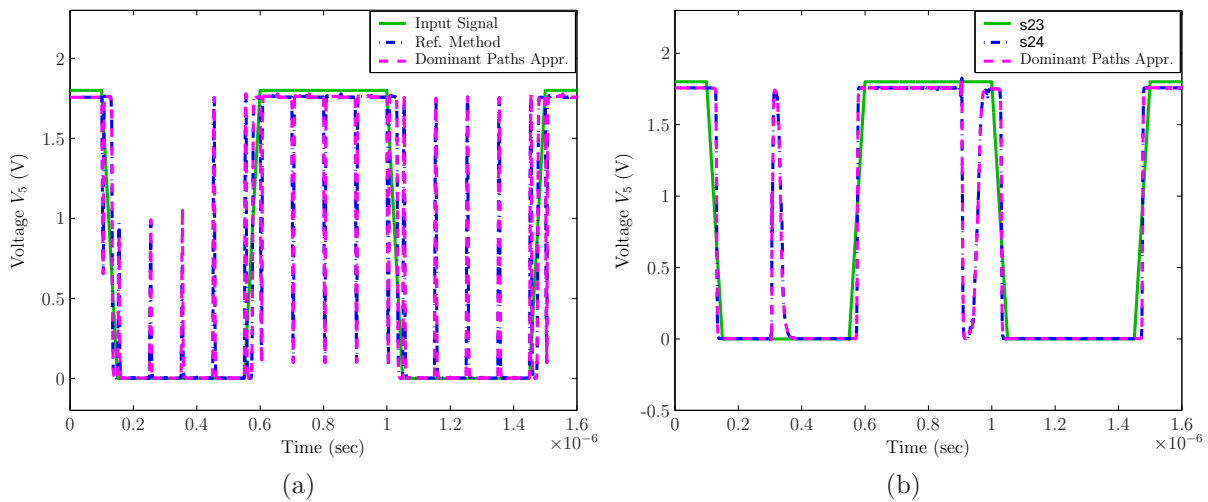 Input Signal
Ref. Method
Dominant Paths Appr.
2
1.5
1
0.5
0
Voltage V5 (V)
0 0.2 0.4 0.6 0.8 1 1.2 1.4 1.6
×10−6
Time (sec)
(a)
s23
s24
Dominant Paths Appr.
2
1.5
1
0.5
0
-0.5
Voltage V5 (V)
0 0.2 0.4 0.6 0.8 1 1.2 1.4 1.6
×10−6
Time (sec)
(b)